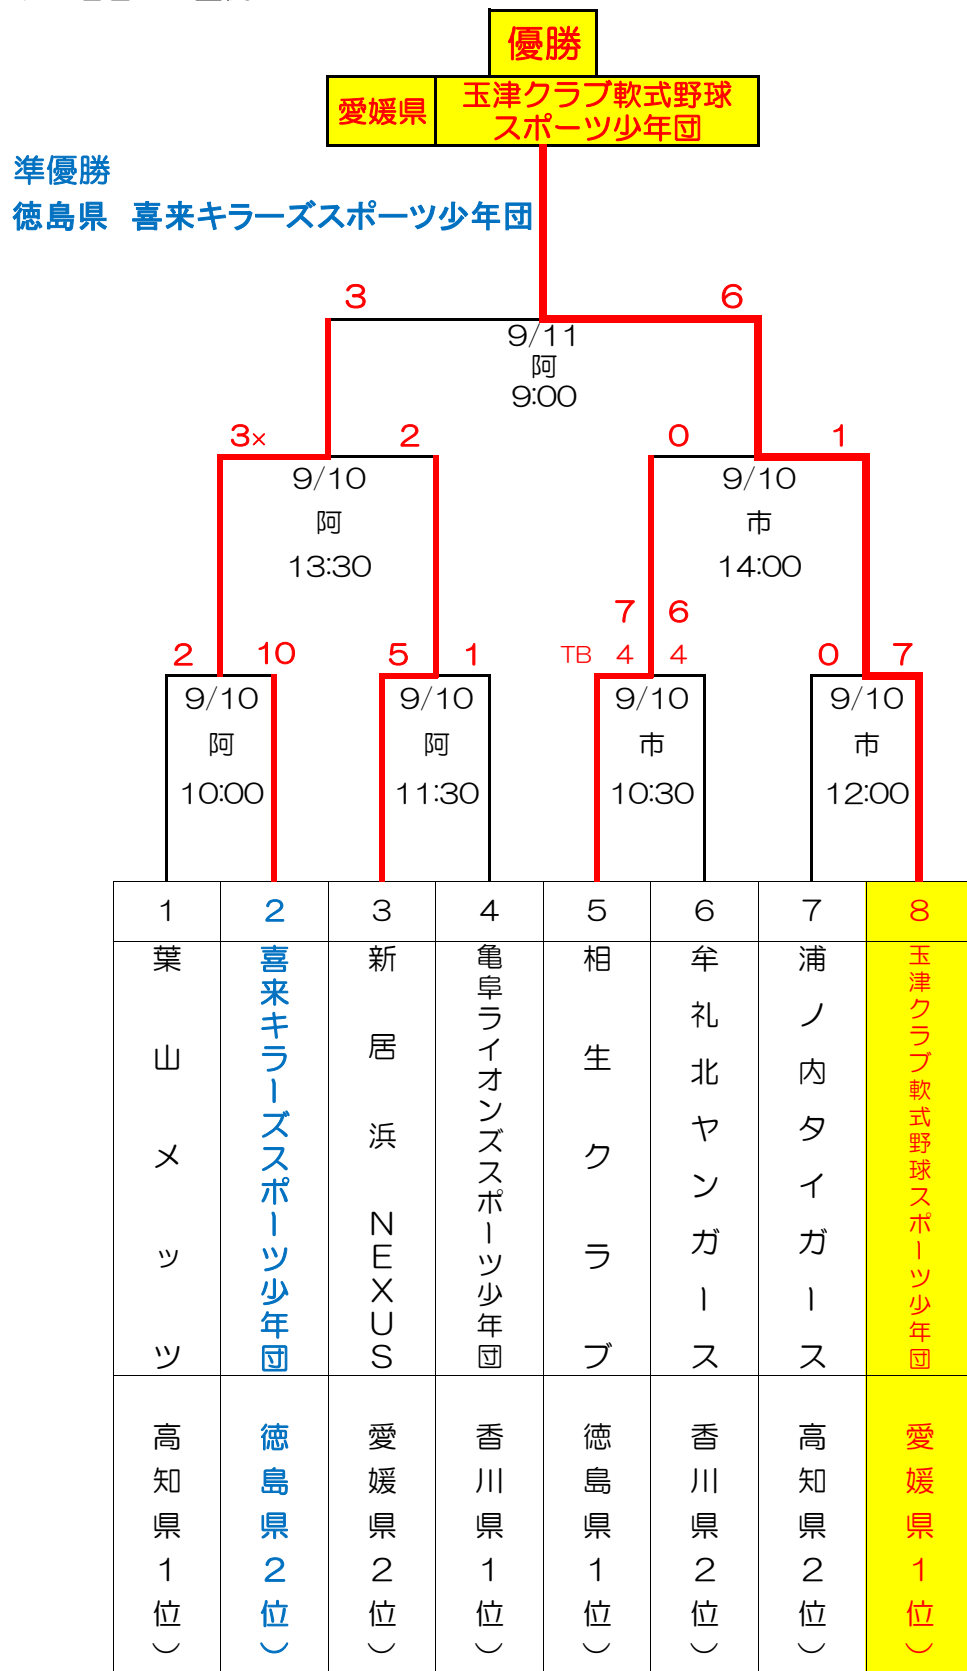 優勝
愛媛県
玉津クラブ軟式野球
スポーツ少年団
準優勝
徳島県　喜来キラーズスポーツ少年団
3 6
9/11
阿
9:00
3× 2
9/10
阿
13:30
0 1
9/10
市
14:00
2 10
9/10
阿
10:00
5 1
9/10
阿
11:30
7 6
TB 4 4
9/10
市
10:30
0 7
9/10
市
12:00
1 2 3 4 5 6 7 8
葉山メッツ
喜来キラーズスポーツ少年団
新居浜 NEXUS
亀阜ライオンズスポーツ少年団
相生クラブ
牟礼北ヤンガース
浦ノ内タイガース
玉津クラブ軟式野球スポーツ少年団
高知県1位）
徳島県2位）
愛媛県2位）
香川県1位）
徳島県1位）
香川県2位）
高知県2位）
愛媛県1位）